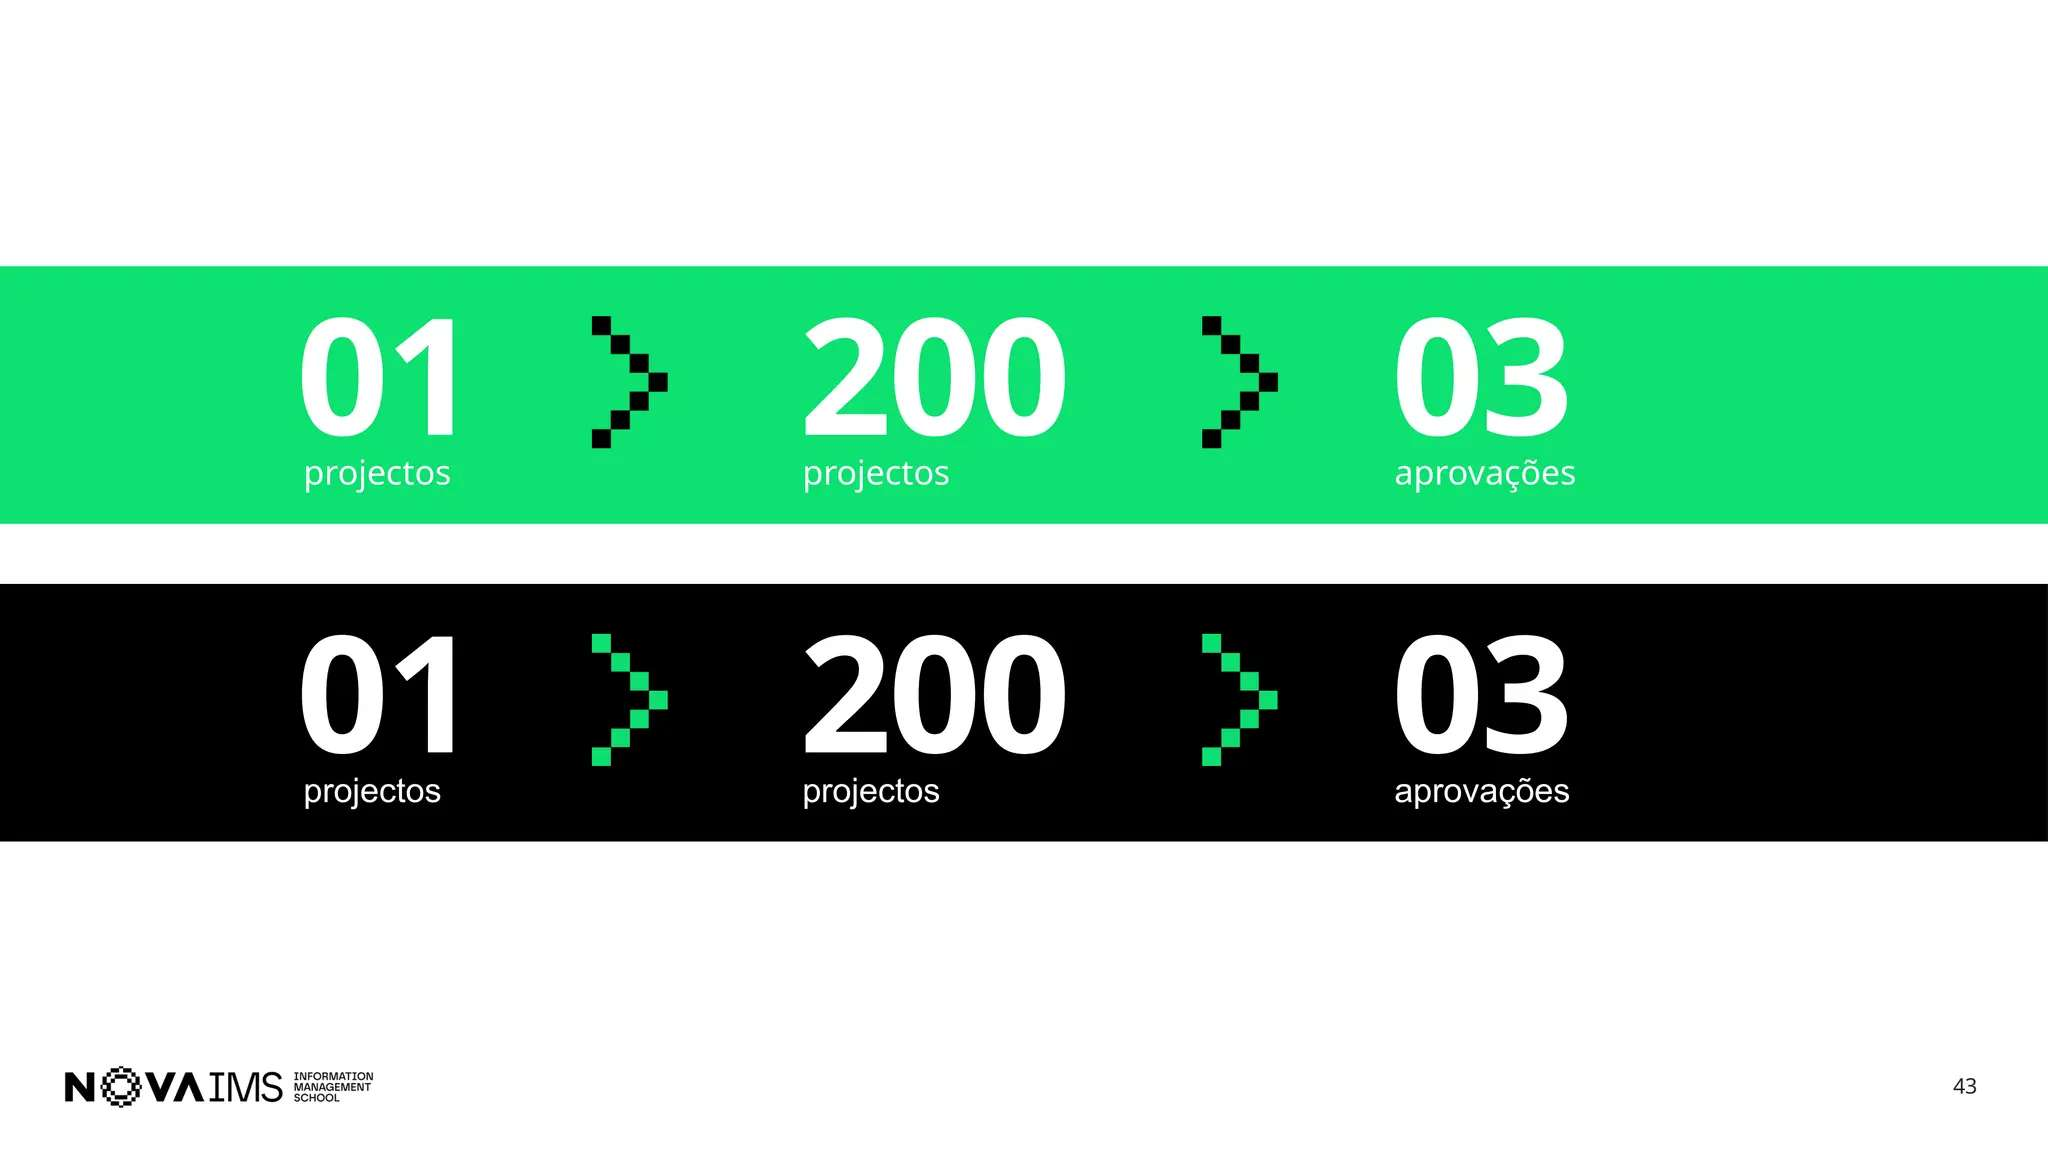 01 200 03
projectos projectos aprovações
01 200 03
projectos projectos aprovações
NOVA IMS INFORMATION
MANAGEMENT
SCHOOL
43